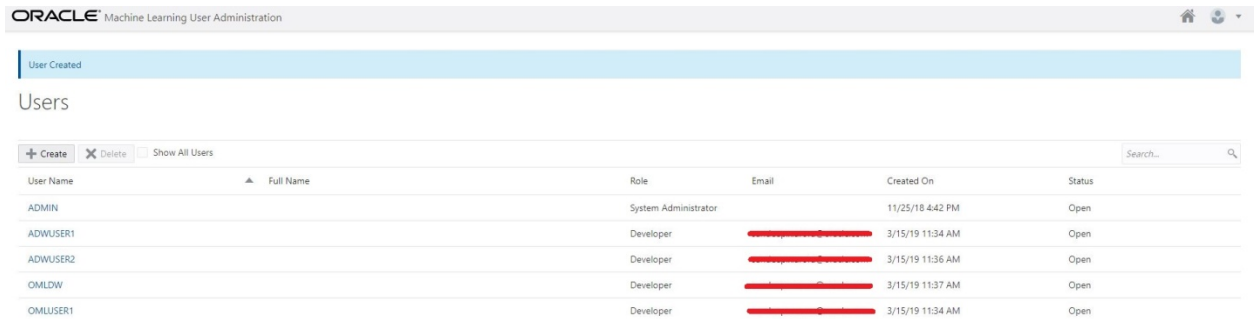 ORACLE® Machine Learning User Administration
User Created
Users
Create Delete Show All Users Search...
User Name Full Name Role Email Created On Status
ADMIN System Administrator 11/25/18 4:42 PM Open
ADWUSER1 Developer 3/15/19 11:34 AM Open
ADWUSER2 Developer 3/15/19 11:36 AM Open
OMLDW Developer 3/15/19 11:37 AM Open
OMLUSER1 Developer 3/15/19 11:34 AM Open